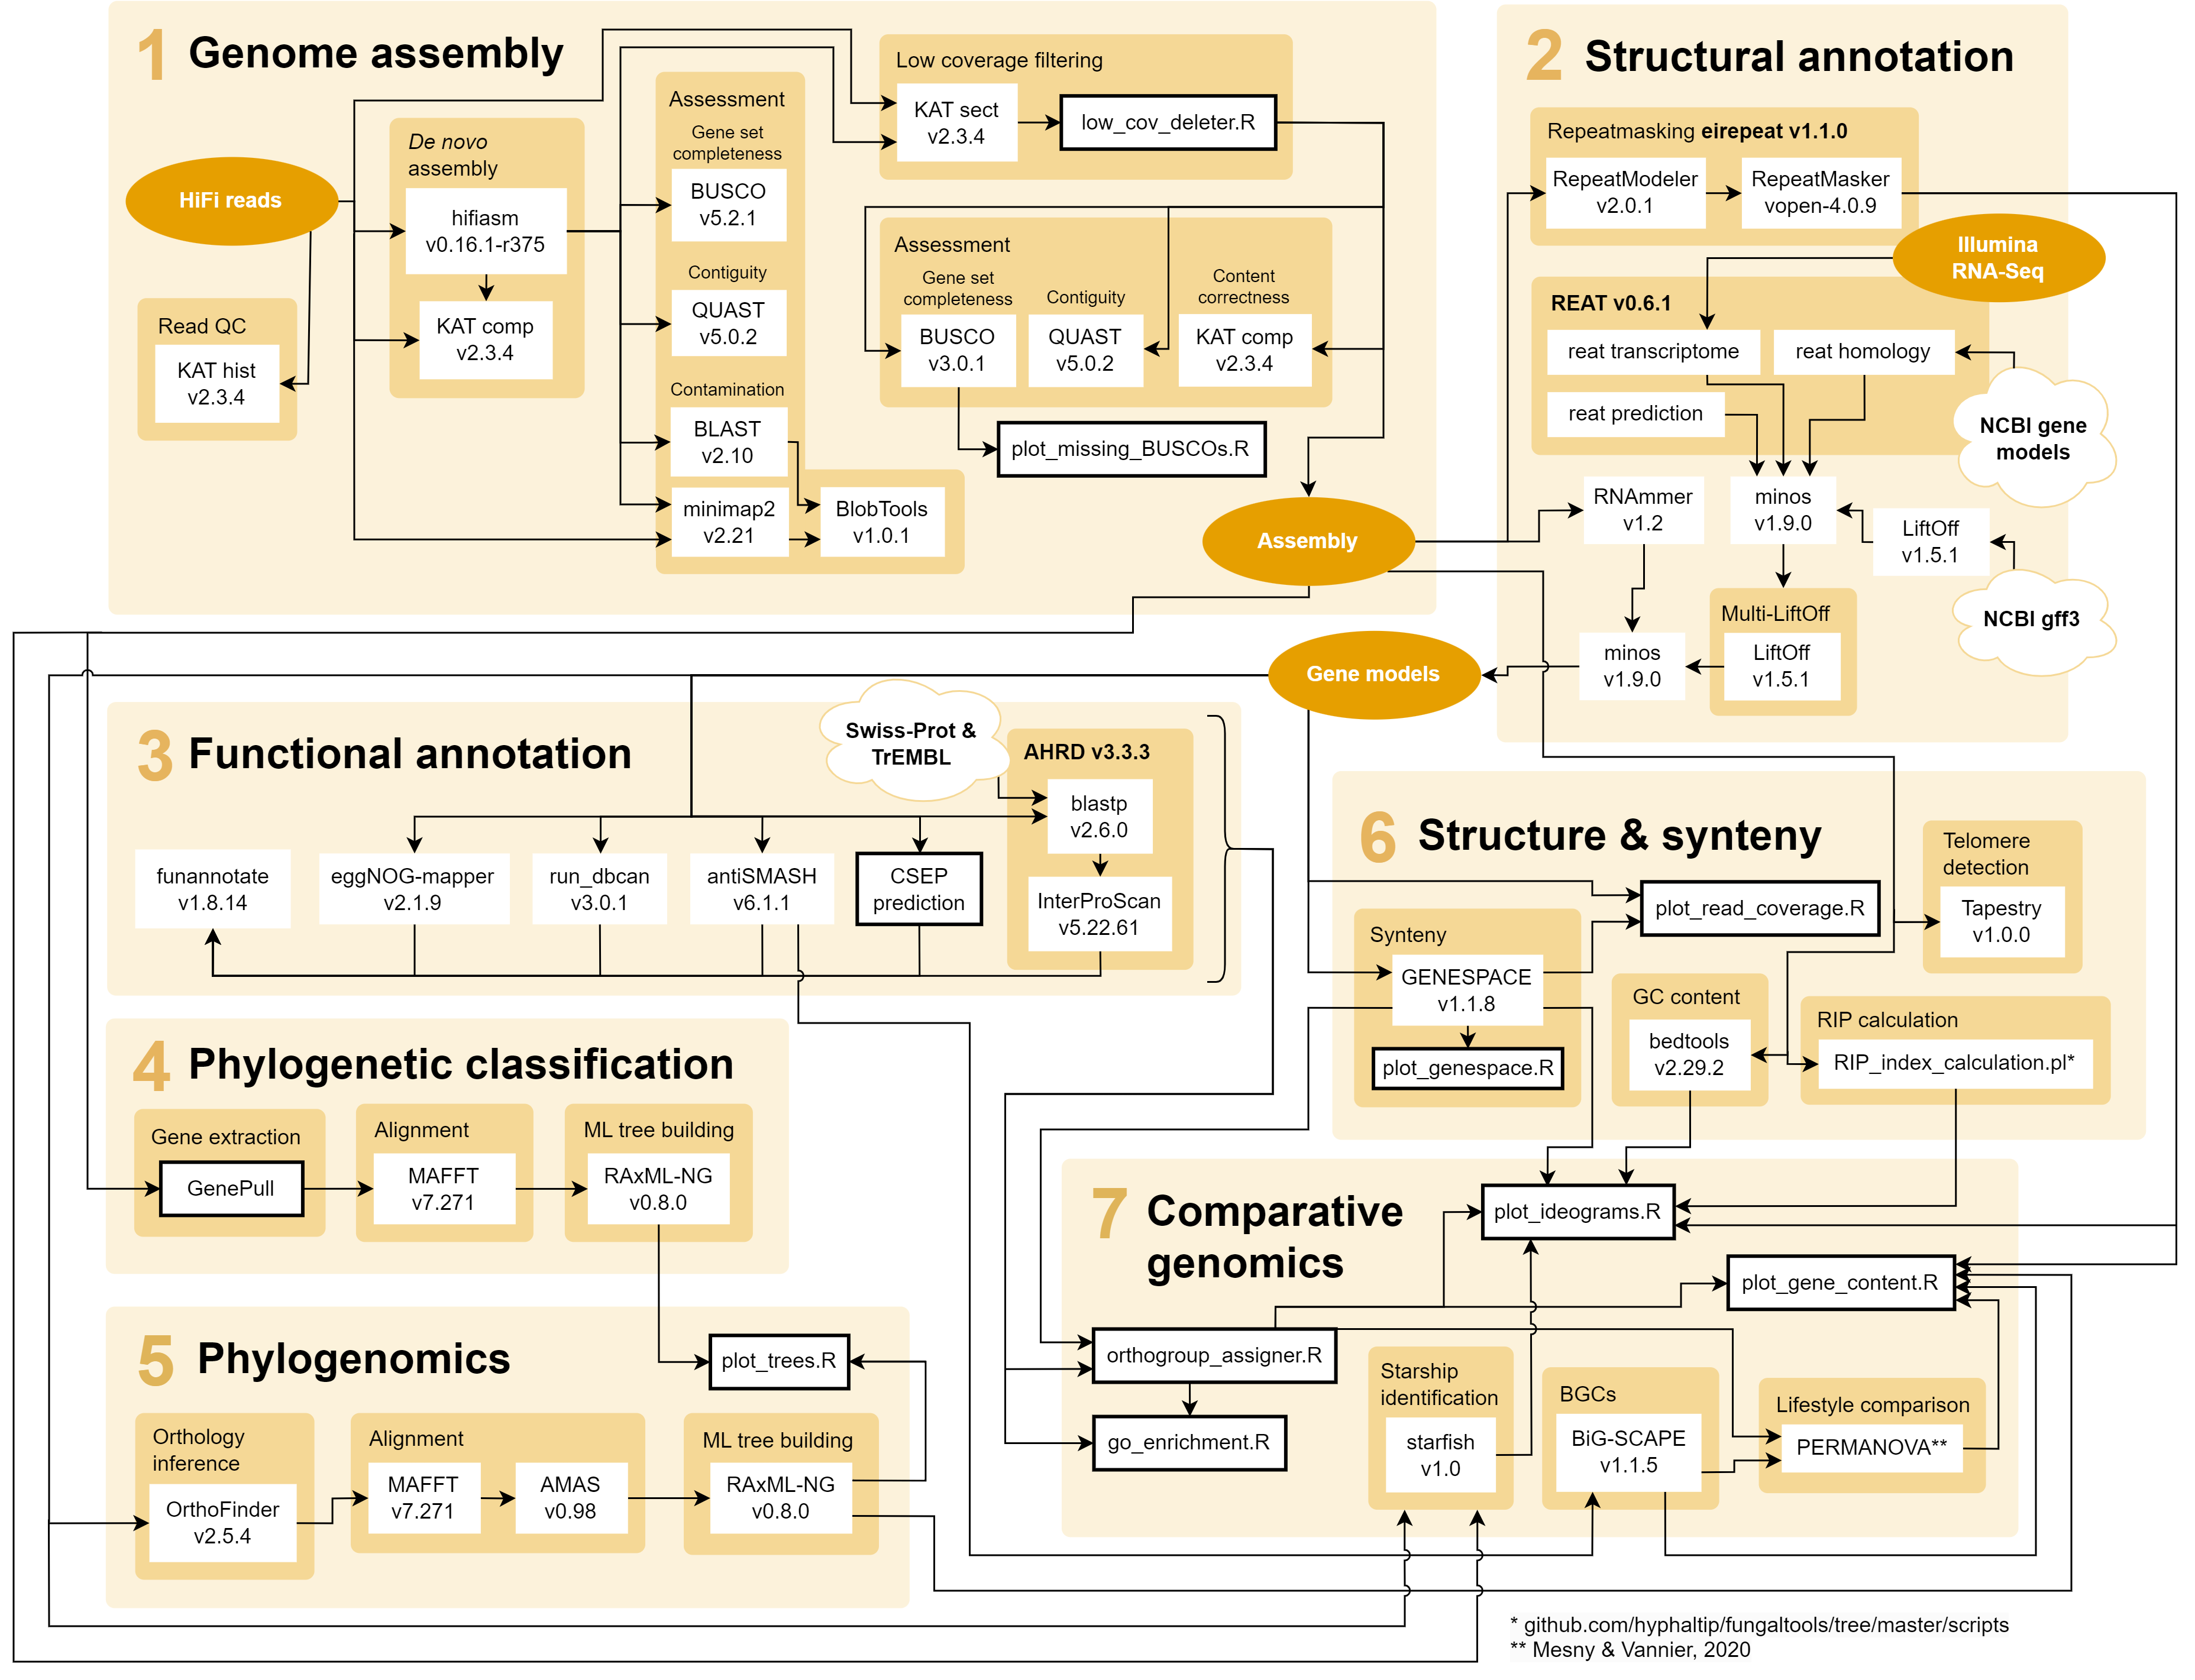 1 Genome assembly
HiFi reads
Read QC
KAT hist
v2.3.4
De novo
assembly
hifiasm
v0.16.1-r375
KAT comp
v2.3.4
Assessment
Gene set
completeness
BUSCO
v5.2.1
Contiguity
QUAST
v5.0.2
Contamination
BLAST
v2.10
minimap2
v2.21
BlobTools
v1.0.1
Low coverage filtering
KAT sect
v2.3.4
low_cov_deleter.R
Assessment
Gene set
completeness
BUSCO
v3.0.1
Contiguity
QUAST
v5.0.2
Content
correctness
KAT comp
v2.3.4
plot_missing_BUSCOs.R
Assembly
2 Structural annotation
Repeatmasking eirepeat v1.1.0
RepeatModeler
v2.0.1
RepeatMasker
vopen-4.0.9
Illumina
RNA-Seq
REAT v0.6.1
reat transcriptome
reat homology
reat prediction
NCBI gene
models
RNAmmer
v1.2
minos
v1.9.0
LiftOff
v1.5.1
NCBI gff3
Multi-LiftOff
LiftOff
v1.5.1
minos
v1.9.0
Gene models
3 Functional annotation
Swiss-Prot &
TrEMBL
AHRD v3.3.3
blastp
v2.6.0
InterProScan
v5.22.61
funannotate
v1.8.14
eggNOG-mapper
v2.1.9
run_dbcan
v3.0.1
antiSMASH
v6.1.1
CSEP
prediction
4 Phylogenetic classification
Gene extraction
GenePull
Alignment
MAFFT
v7.271
ML tree building
RAxML-NG
v0.8.0
5 Phylogenomics
plot_trees.R
Orthology
inference
OrthoFinder
v2.5.4
Alignment
MAFFT
v7.271
AMAS
v0.98
ML tree building
RAxML-NG
v0.8.0
6 Structure & synteny
Telomere
detection
Tapestry
v1.0.0
plot_read_coverage.R
Synteny
GENESPACE
v1.1.8
plot_genespace.R
GC content
bedtools
v2.29.2
RIP calculation
RIP_index_calculation.pl*
7 Comparative
genomics
plot_ideograms.R
plot_gene_content.R
orthogroup_assigner.R
go_enrichment.R
Starship
identification
starfish
v1.0
BGCs
BiG-SCAPE
v1.1.5
Lifestyle comparison
PERMANOVA**
* github.com/hyphaltip/fungaltools/tree/master/scripts
** Mesny & Vannier, 2020